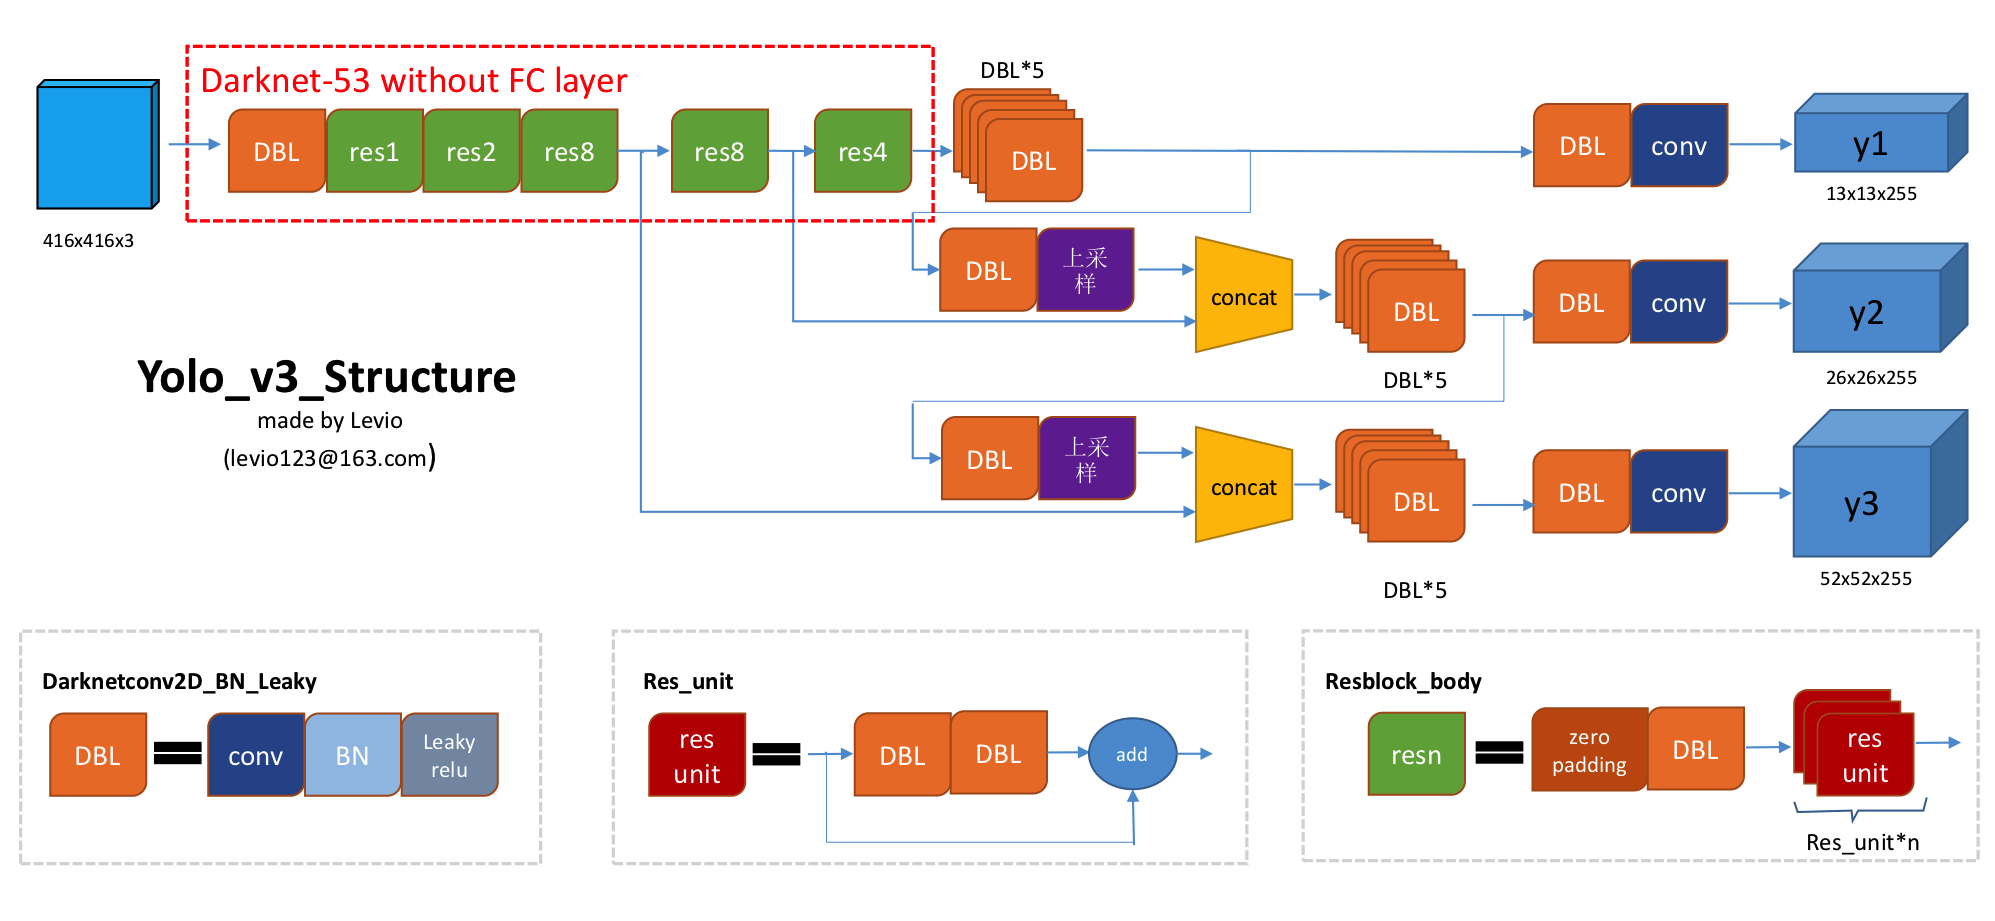 Darknet-53 without FC layer
DBL*5
DBL
res1
res2
res8
res8
res4
DBL
DBL
conv
y1
13x13x255
416x416x3
DBL
上采
样
concat
DBL
DBL
conv
y2
26x26x255
DBL*5
Yolo_v3_Structure
made by Levio
(levio123@163.com)
DBL
上采
样
concat
DBL
DBL
conv
y3
52x52x255
DBL*5
Darknetconv2D_BN_Leaky
DBL
conv
BN
Leaky
relu
Res_unit
res
unit
DBL
DBL
add
Resblock_body
resn
zero
padding
DBL
res
unit
Res_unit*n